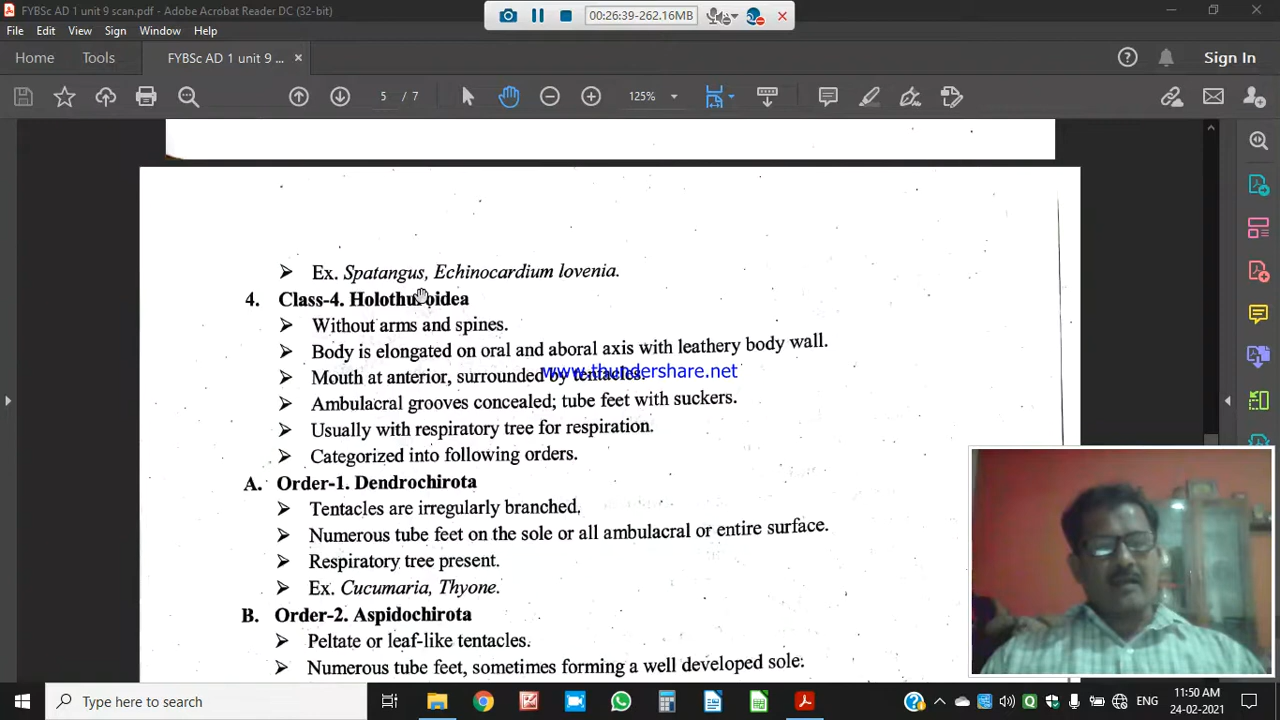 FYBSc AD 1 unit 9 scan.pdf - Adobe Acrobat Reader DC (32-bit)
00:26:39-262.16MB
File Edit View Sign Window Help
Home Tools FYBSc AD 1 unit 9 ... × Sign In
5 / 7 125%
Ex. Spatangus, Echinocardium lovenia.
4. Class-4. Holothuroidea
Without arms and spines.
Body is elongated on oral and aboral axis with leathery body wall.
www.thundershare.net
Mouth at anterior, surrounded by tentacles.
Ambulacral grooves concealed; tube feet with suckers.
Usually with respiratory tree for respiration.
Categorized into following orders.
A. Order-1. Dendrochirota
Tentacles are irregularly branched,
Numerous tube feet on the sole or all ambulacral or entire surface.
Respiratory tree present.
Ex. Cucumaria, Thyone.
B. Order-2. Aspidochirota
Peltate or leaf-like tentacles.
Numerous tube feet, sometimes forming a well developed sole.
Type here to search
ENG
11:50 AM
24-02-2021